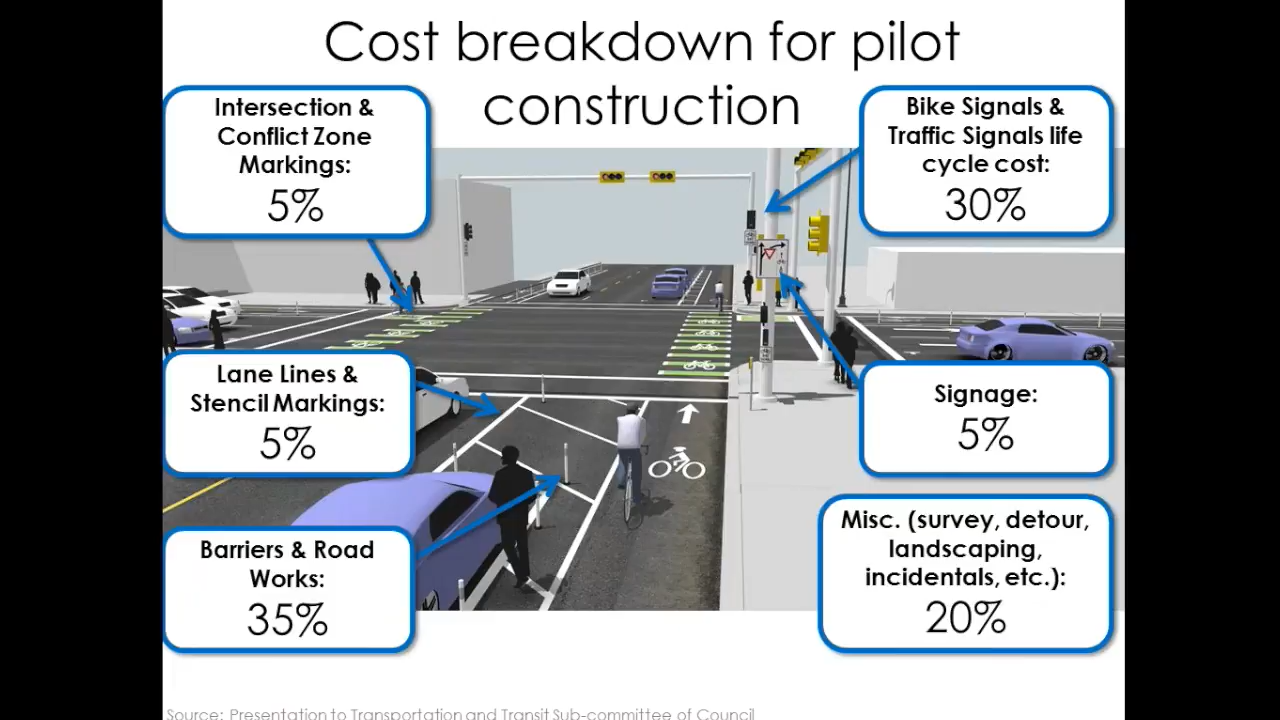 Cost breakdown for pilot
construction
Intersection &
Conflict Zone
Markings:
5%
Bike Signals &
Traffic Signals life
cycle cost:
30%
Lane Lines &
Stencil Markings:
5%
Signage:
5%
Barriers & Road
Works:
35%
Misc. (survey, detour,
landscaping,
incidentals, etc.):
20%
Source: Presentation to Transportation and Transit Sub-committee of Council